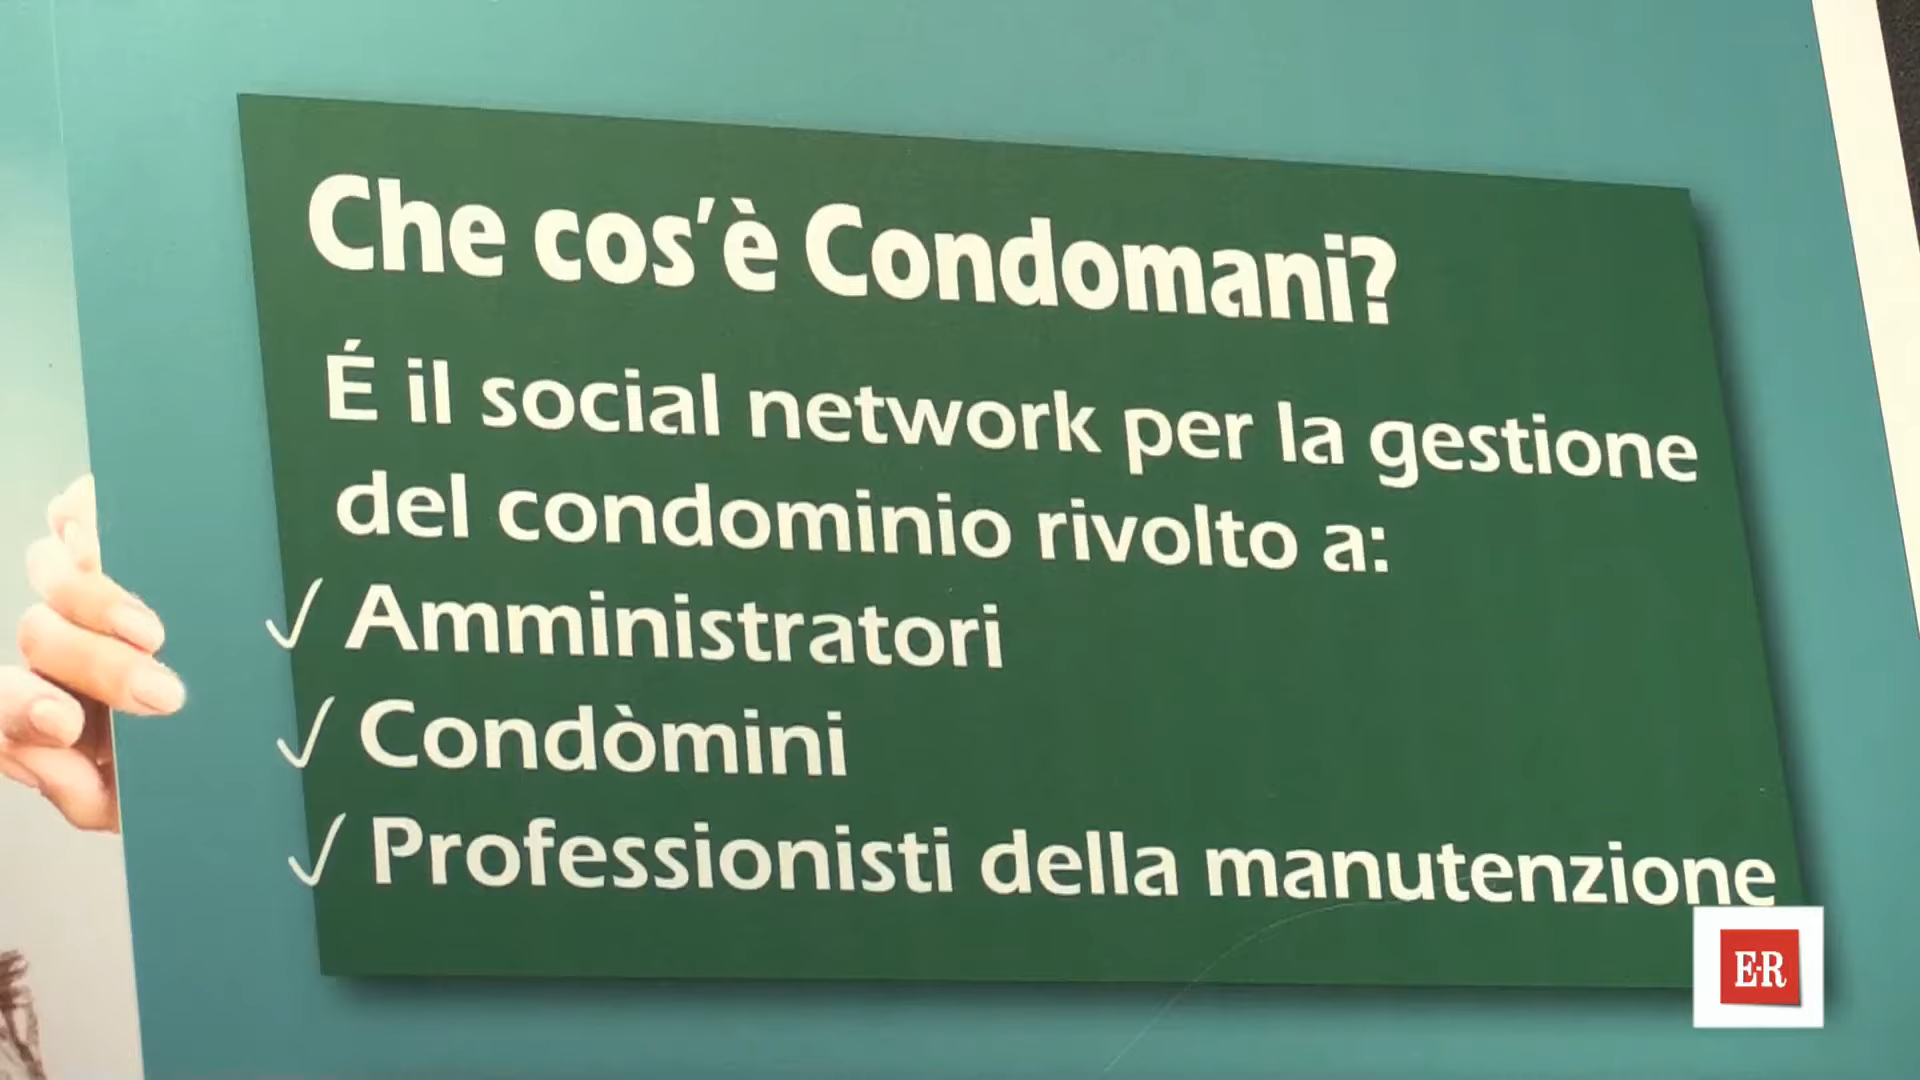 Che cos'è Condomani?
É il social network per la gestione
del condominio rivolto a:
✓ Amministratori
✓ Condòmini
✓ Professionisti della manutenzione
E-R